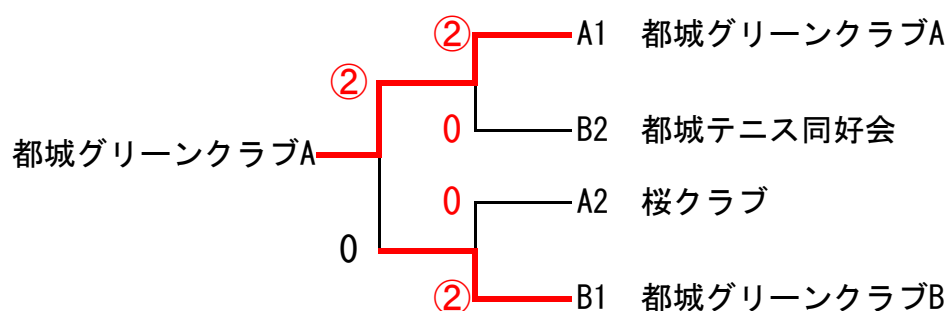 ② A1 都城グリーンクラブA
②
0 B2 都城テニス同好会
都城グリーンクラブA
0 A2 桜クラブ
0
② B1 都城グリーンクラブB